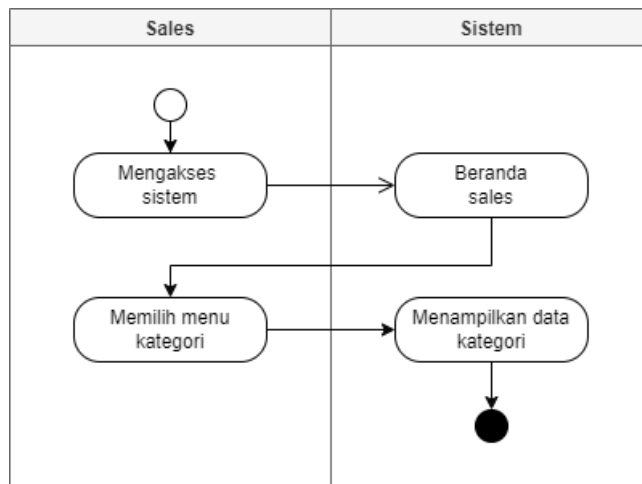 Sales
Sistem
Mengakses
sistem
Beranda
sales
Memilih menu
kategori
Menampilkan data
kategori